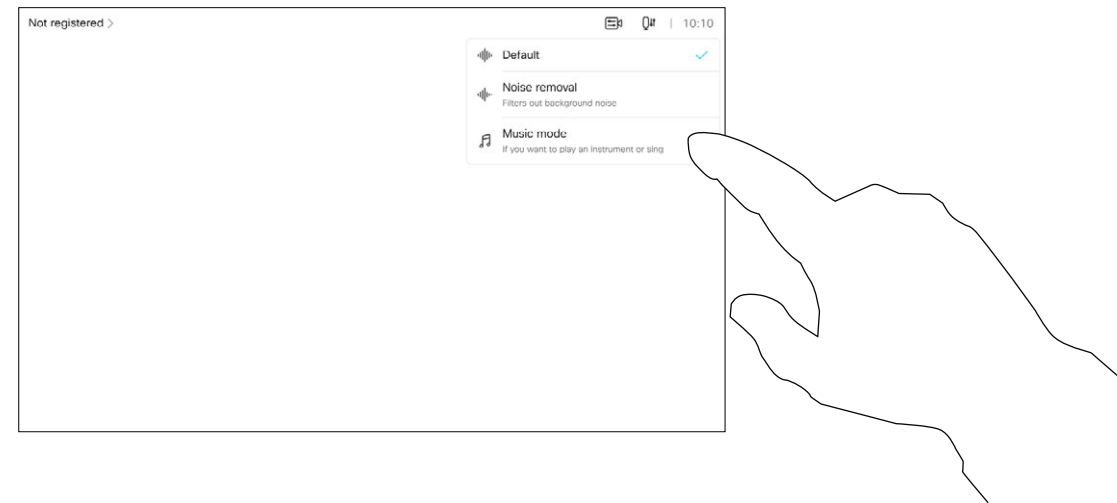 Not registered >
10:10
Default
Noise removal
Filters out background noise
Music mode
If you want to play an instrument or sing